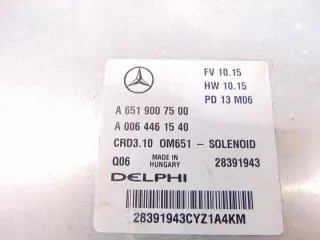 FV 10.15
HW 10.15
PD 13 M06
A 651 900 75 00
A 006 446 15 40
CRD3.10 OM651 – SOLENOID
Q06 MADE IN HUNGARY 28391943
DELPHI
28391943CYZ1A4KM